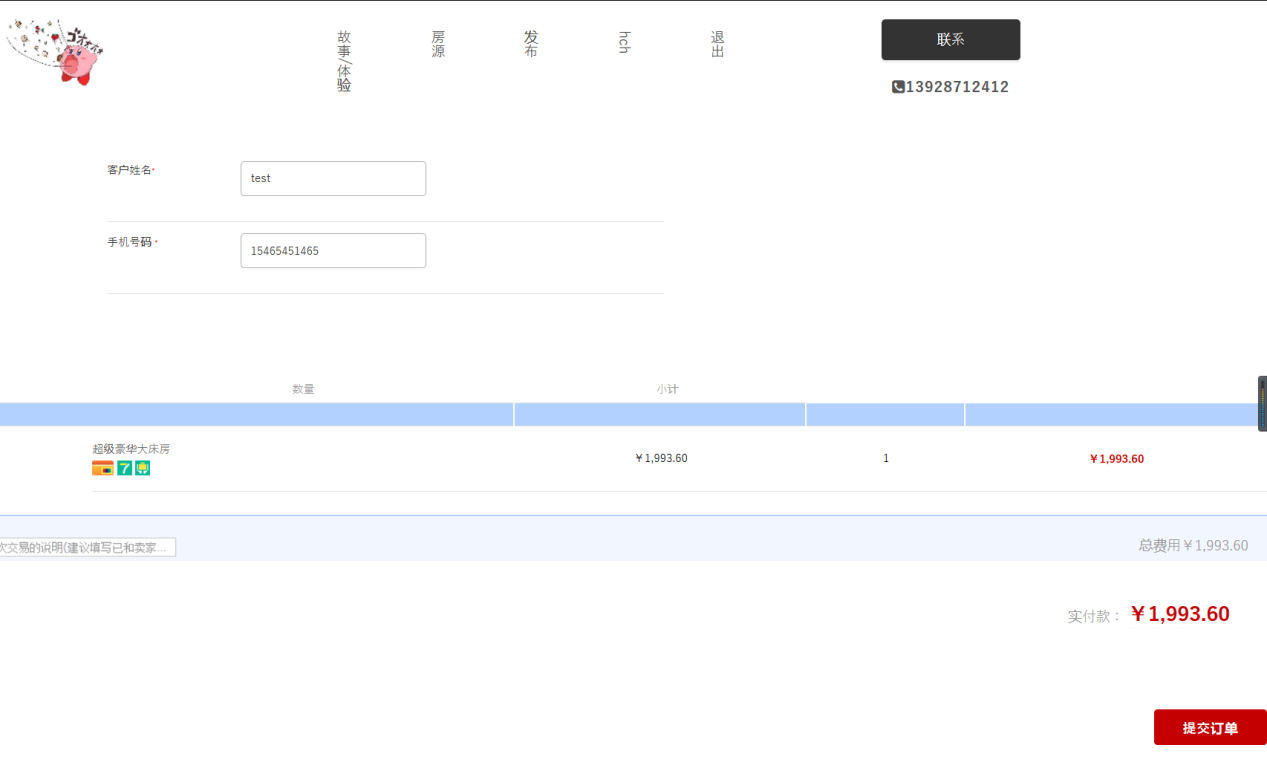 故事/体验
房源
发布
hch
退出
联系
13928712412
客户姓名*
test
手机号码 *
15465451465
数量
小计
超级豪华大床房
7
￥1,993.60
1
￥1,993.60
次交易的说明(建议填写已和卖家...
总费用￥1,993.60
实付款： ￥1,993.60
提交订单